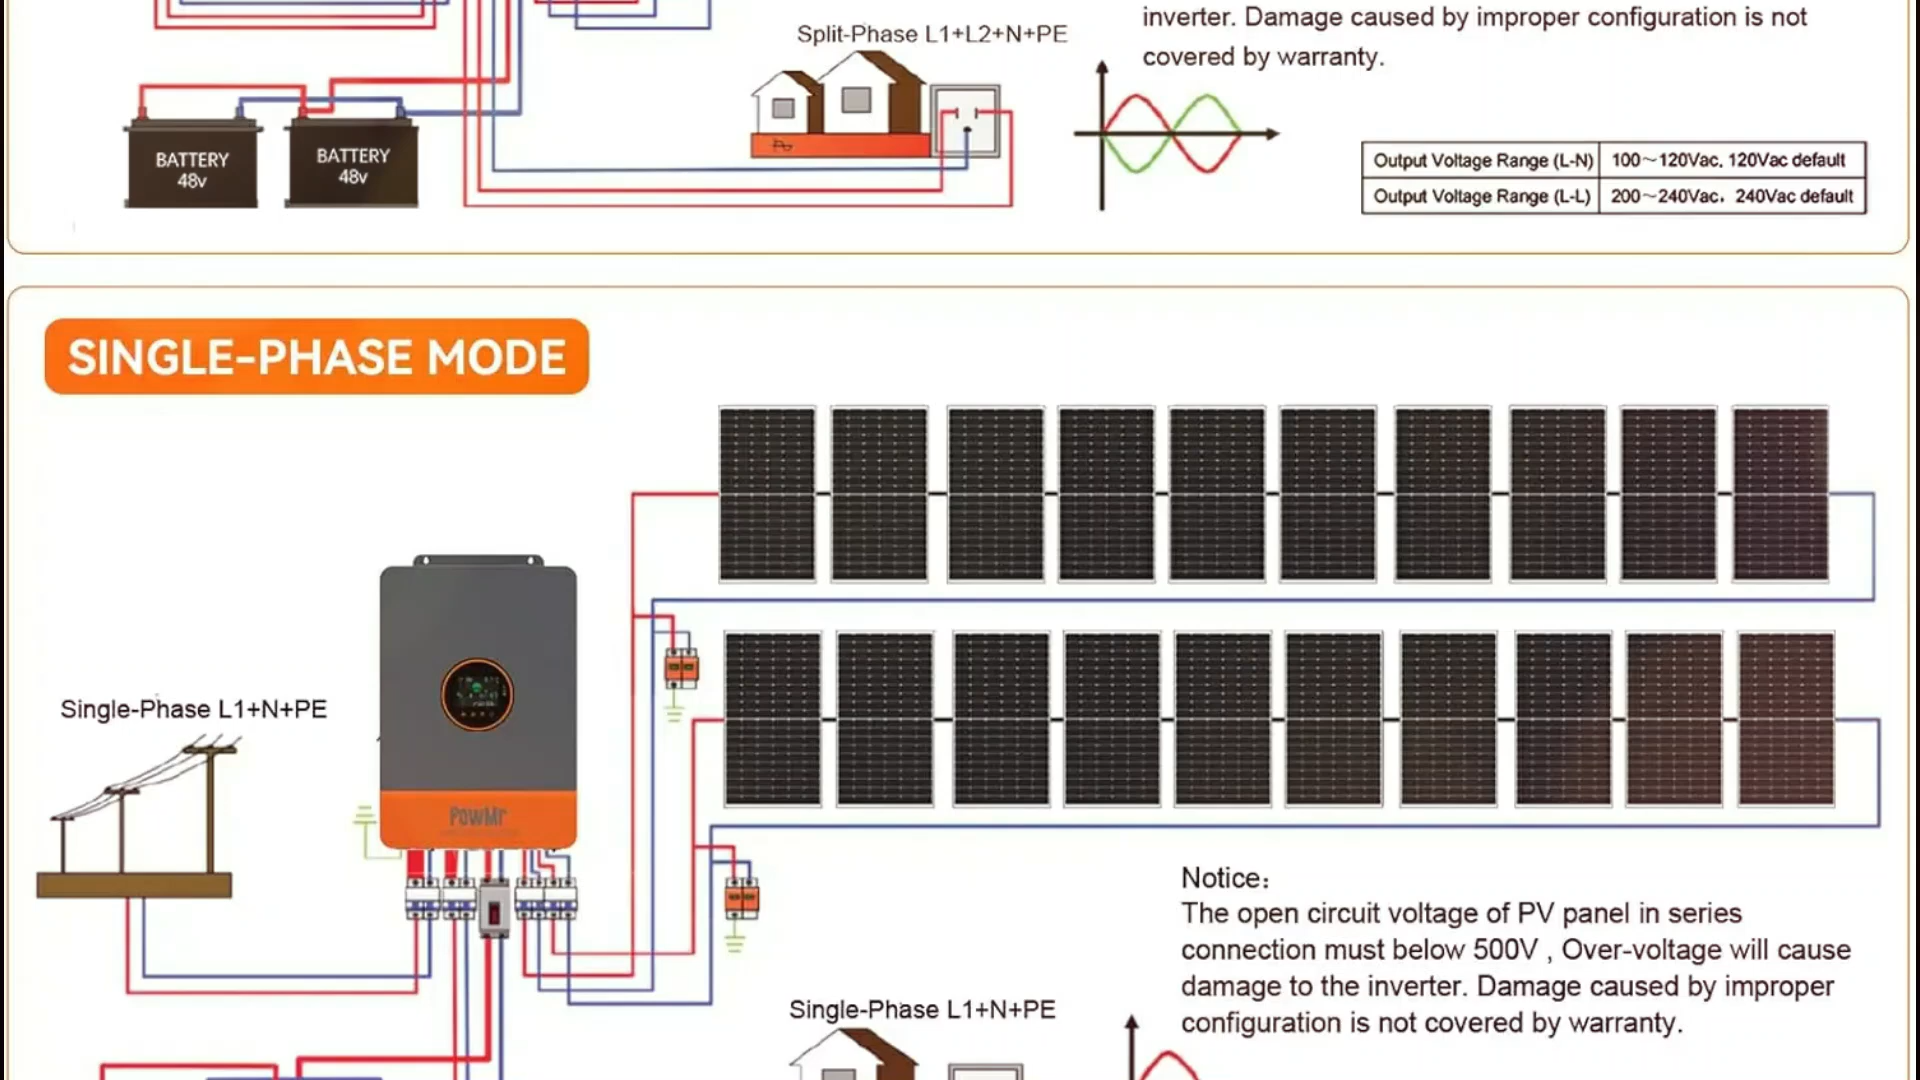 inverter. Damage caused by improper configuration is not
covered by warranty.
Split-Phase L1+L2+N+PE
BATTERY
48v
BATTERY
48v
Output Voltage Range (L-N) 100~120Vac, 120Vac default
Output Voltage Range (L-L) 200~240Vac, 240Vac default
SINGLE-PHASE MODE
Single-Phase L1+N+PE
PowMr
Notice:
The open circuit voltage of PV panel in series
connection must below 500V , Over-voltage will cause
damage to the inverter. Damage caused by improper
configuration is not covered by warranty.
Single-Phase L1+N+PE